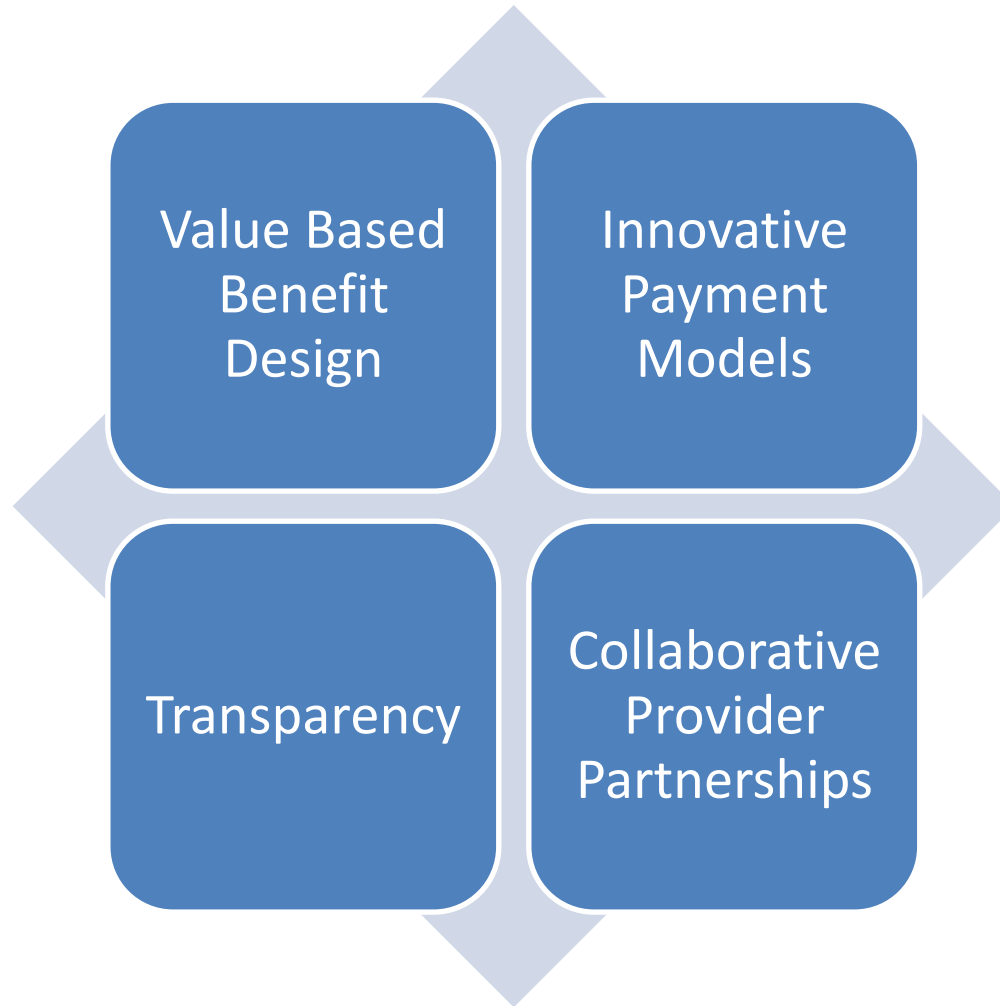 Value Based
Benefit
Design
Innovative
Payment
Models
Transparency
Collaborative
Provider
Partnerships